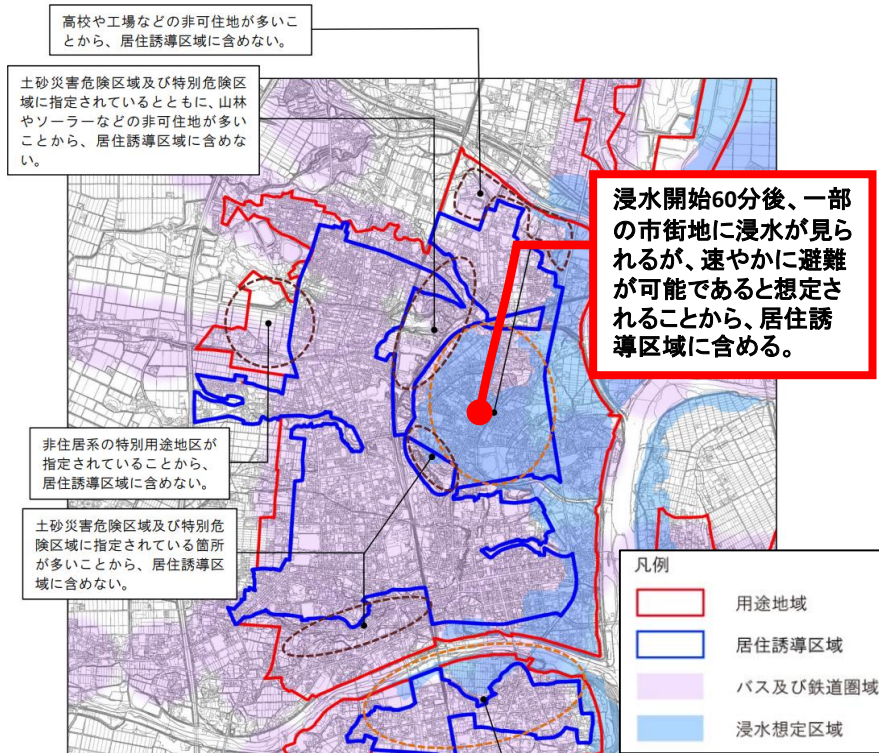 高校や工場などの非可住地が多いこ
とから、居住誘導区域に含めない。
土砂災害危険区域及び特別危険区
域に指定されているとともに、山林
やソーラーなどの非可住地が多い
ことから、居住誘導区域に含めな
い。
浸水開始60分後、一部
の市街地に浸水が見ら
れるが、速やかに避難
が可能であると想定さ
れることから、居住誘
導区域に含める。
非住居系の特別用途地区が
指定されていることから、
居住誘導区域に含めない。
土砂災害危険区域及び特別危
険区域に指定されている箇所
が多いことから、居住誘導区
域に含めない。
凡例
用途地域
居住誘導区域
バス及び鉄道圏域
浸水想定区域